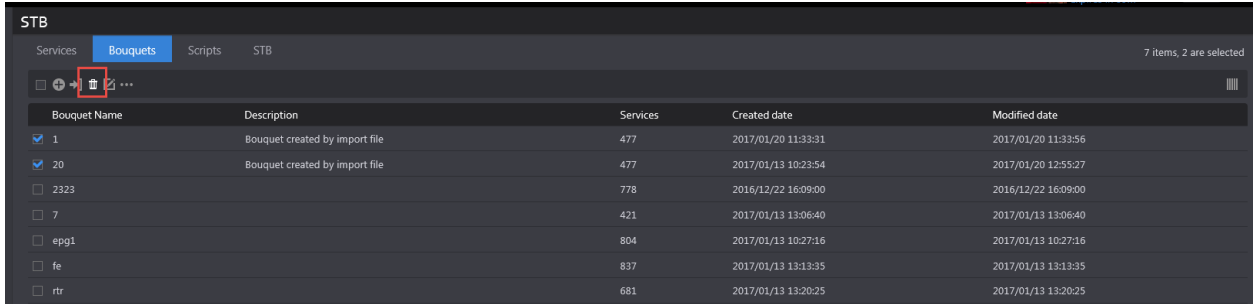 STB
Services Bouquets Scripts STB 7 items, 2 are selected
Bouquet Name Description Services Created date Modified date
1 Bouquet created by import file 477 2017/01/20 11:33:31 2017/01/20 11:33:56
20 Bouquet created by import file 477 2017/01/13 10:23:54 2017/01/20 12:55:27
2323 778 2016/12/22 16:09:00 2016/12/22 16:09:00
7 421 2017/01/13 13:06:40 2017/01/13 13:06:40
epg1 804 2017/01/13 10:27:16 2017/01/13 10:27:16
fe 837 2017/01/13 13:13:35 2017/01/13 13:13:35
rtr 681 2017/01/13 13:20:25 2017/01/13 13:20:25